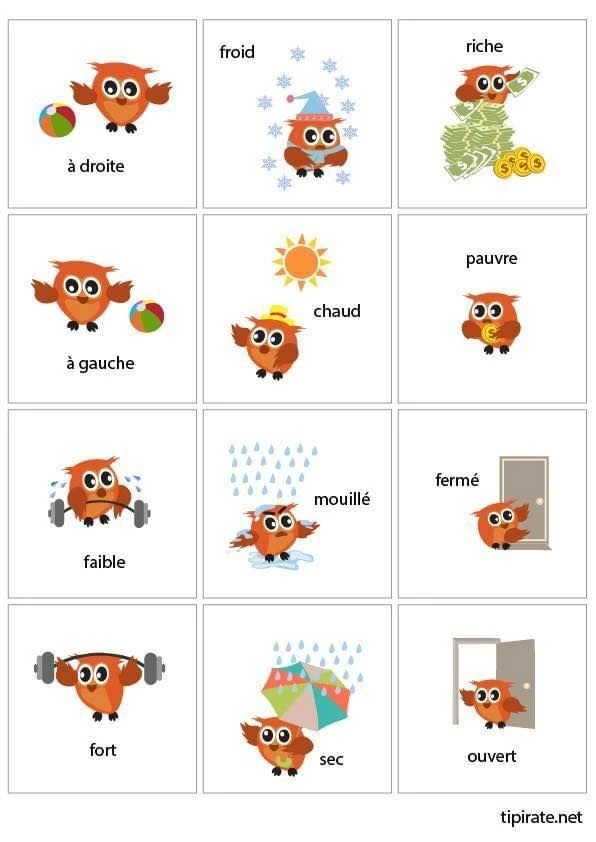 à droite
froid
riche
à gauche
chaud
pauvre
faible
mouillé
fermé
fort
sec
ouvert
tipirate.net